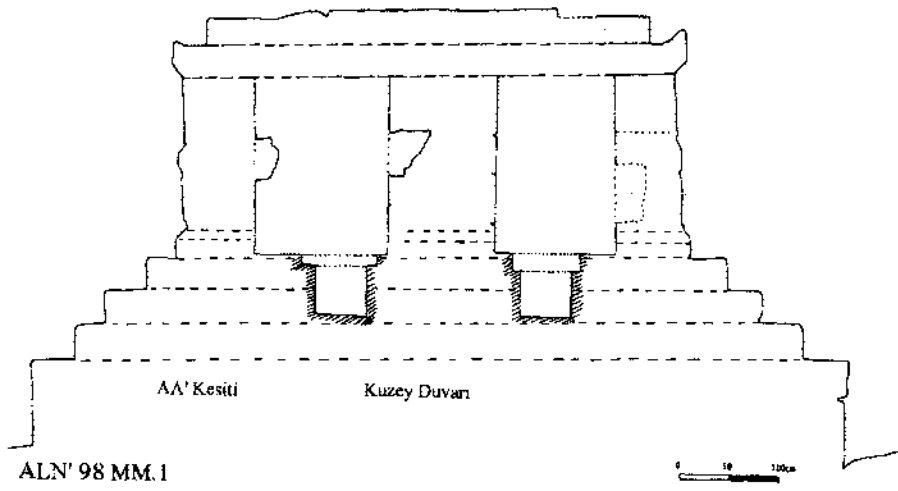 AA' Kesiti
Kuzey Duvarı
ALN' 98 MM.1
0 50 100cm